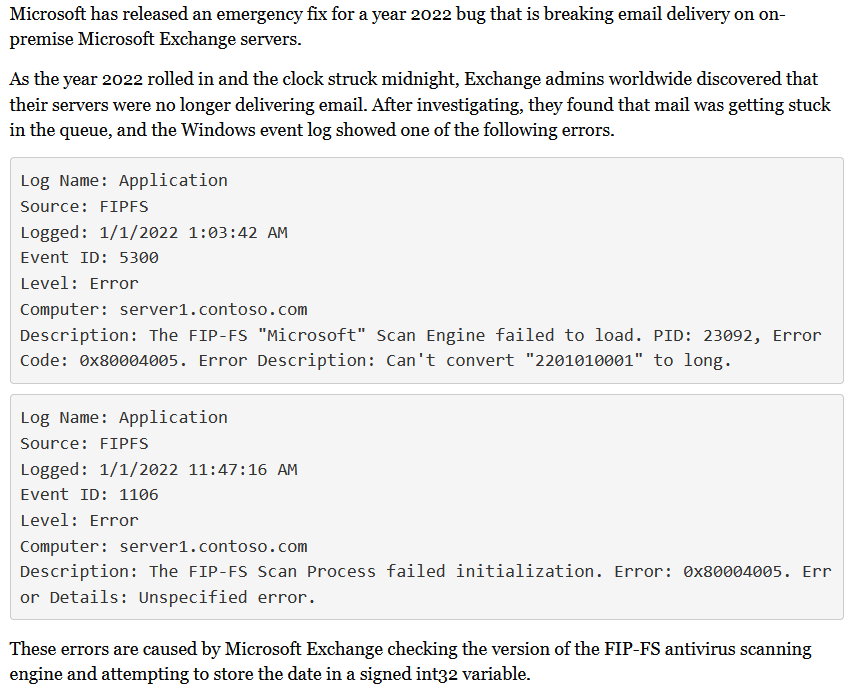 Microsoft has released an emergency fix for a year 2022 bug that is breaking email delivery on on-
premise Microsoft Exchange servers.
As the year 2022 rolled in and the clock struck midnight, Exchange admins worldwide discovered that
their servers were no longer delivering email. After investigating, they found that mail was getting stuck
in the queue, and the Windows event log showed one of the following errors.
Log Name: Application
Source: FIPFS
Logged: 1/1/2022 1:03:42 AM
Event ID: 5300
Level: Error
Computer: server1.contoso.com
Description: The FIP-FS "Microsoft" Scan Engine failed to load. PID: 23092, Error
Code: 0x80004005. Error Description: Can't convert "2201010001" to long.
Log Name: Application
Source: FIPFS
Logged: 1/1/2022 11:47:16 AM
Event ID: 1106
Level: Error
Computer: server1.contoso.com
Description: The FIP-FS Scan Process failed initialization. Error: 0x80004005. Err
or Details: Unspecified error.
These errors are caused by Microsoft Exchange checking the version of the FIP-FS antivirus scanning
engine and attempting to store the date in a signed int32 variable.